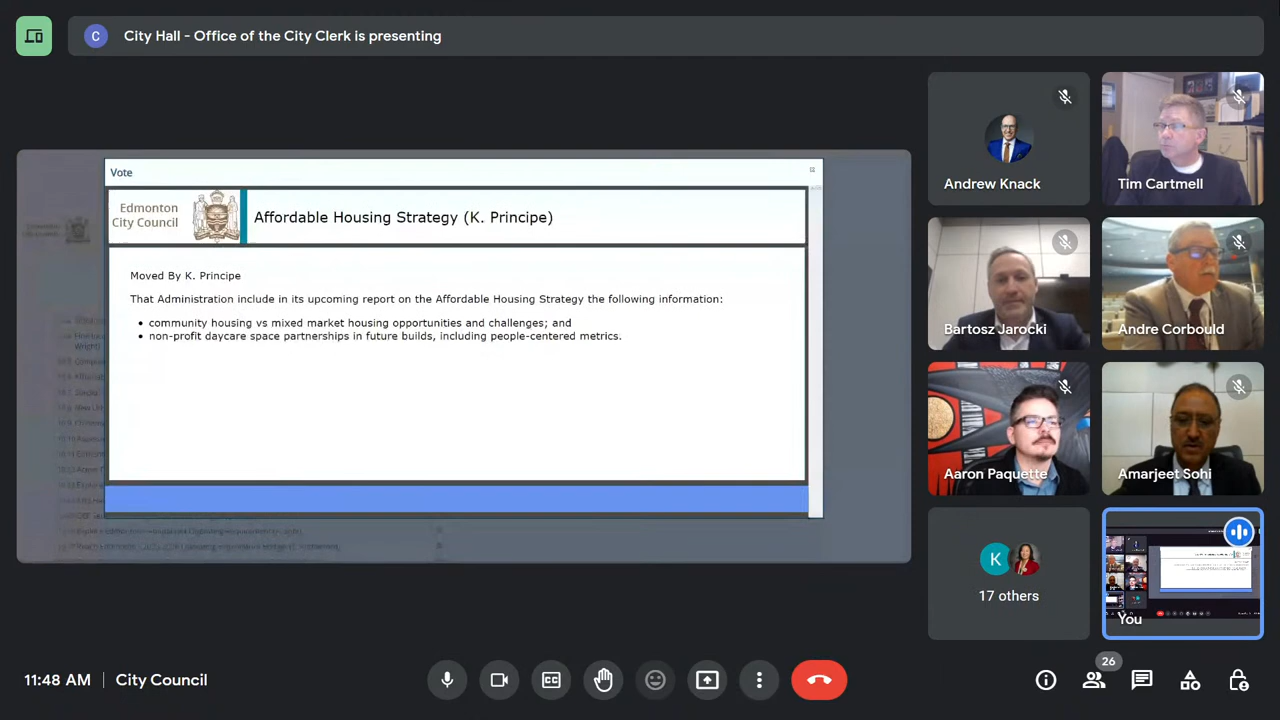 City Hall - Office of the City Clerk is presenting
C
Vote
Edmonton
City Council
Affordable Housing Strategy (K. Principe)
Moved By K. Principe
That Administration include in its upcoming report on the Affordable Housing Strategy the following information:
• community housing vs mixed market housing opportunities and challenges; and
• non-profit daycare space partnerships in future builds, including people-centered metrics.
Andrew Knack
Tim Cartmell
Bartosz Jarocki
Andre Corbould
Aaron Paquette
Amarjeet Sohi
K
17 others
You
26
11:48 AM | City Council
CC